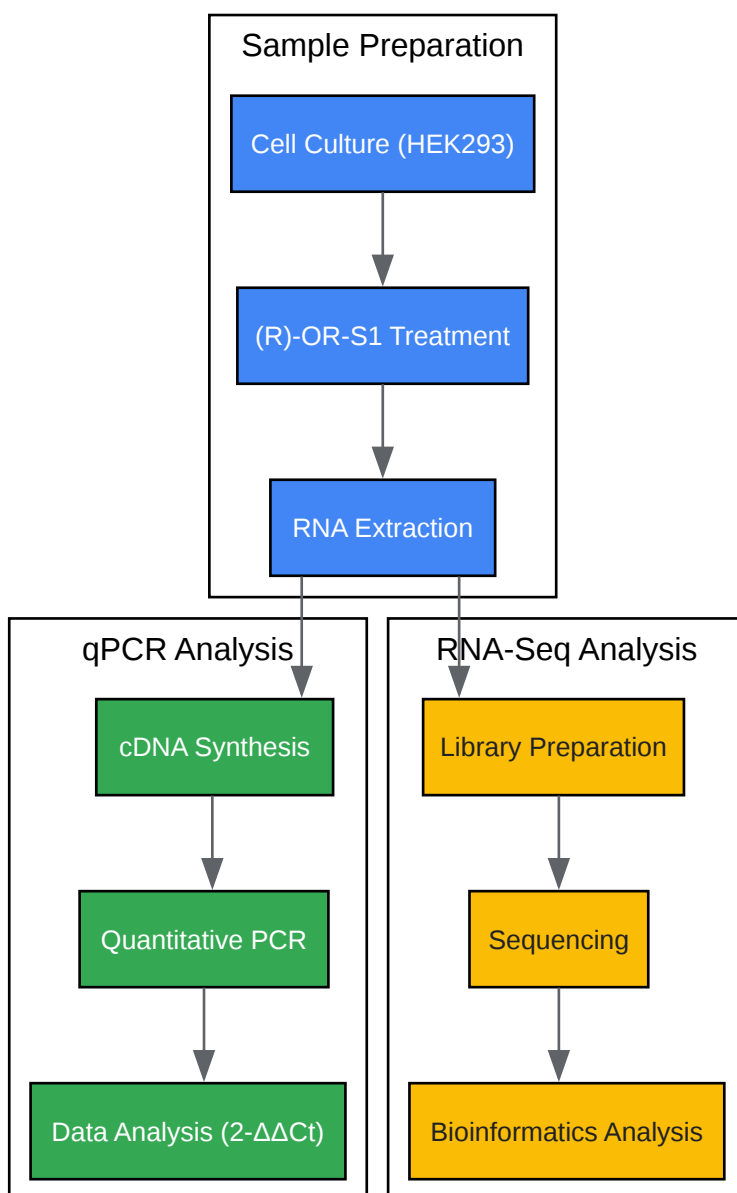 Sample Preparation
Cell Culture (HEK293)
(R)-OR-S1 Treatment
RNA Extraction
qPCR Analysis
cDNA Synthesis
Quantitative PCR
Data Analysis (2-ΔΔCt)
RNA-Seq Analysis
Library Preparation
Sequencing
Bioinformatics Analysis